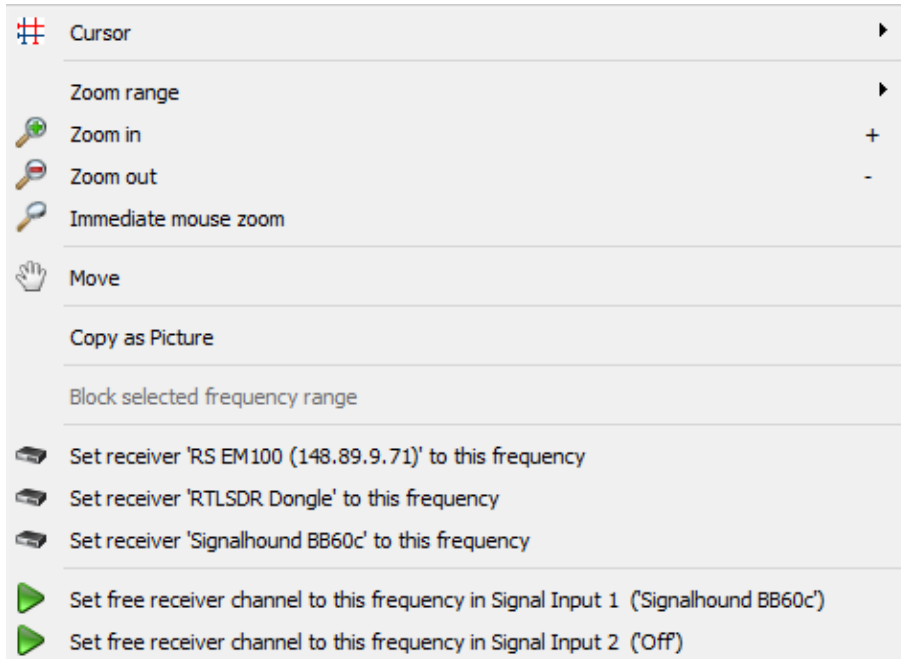 Cursor
Zoom range
Zoom in +
Zoom out -
Immediate mouse zoom
Move
Copy as Picture
Block selected frequency range
Set receiver 'RS EM100 (148.89.9.71)' to this frequency
Set receiver 'RTLSDR Dongle' to this frequency
Set receiver 'Signalhound BB60c' to this frequency
Set free receiver channel to this frequency in Signal Input 1 ('Signalhound BB60c')
Set free receiver channel to this frequency in Signal Input 2 ('Off')